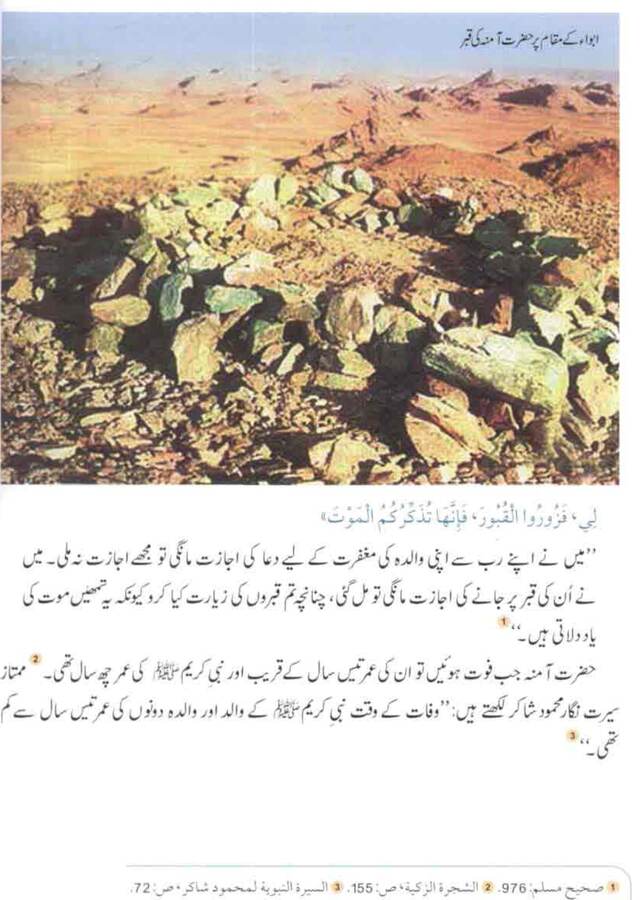 ابواء کے مقام پر حضرت آمنہ کی قبر
لِي، فَزُورُوا الْقُبُورَ، فَإِنَّهَا تُذَكِّرُكُمُ الْمَوْتَ»
’’میں نے اپنے رب سے اپنی والدہ کی مغفرت کے لیے دعا کی اجازت مانگی تو مجھے اجازت نہ ملی۔ میں
نے اُن کی قبر پر جانے کی اجازت مانگی تو مل گئی، چنانچہ تم قبروں کی زیارت کیا کرو کیونکہ یہ تمھیں موت کی
یاد دلاتی ہیں۔‘‘ 1
حضرت آمنہ جب فوت ہوئیں تو ان کی عمر تیس سال کے قریب اور نبی کریم ﷺ کی عمر چھ سال تھی۔ 2 ممتاز
سیرت نگار محمود شاکر لکھتے ہیں: ’’وفات کے وقت نبی کریم ﷺ کے والد اور والدہ دونوں کی عمر تیس سال سے کم
تھی۔‘‘ 3
1 صحيح مسلم: 976. 2 الشجرة الزكية، ص: 155. 3 السيرة النبوية لمحمود شاكر، ص: 72.